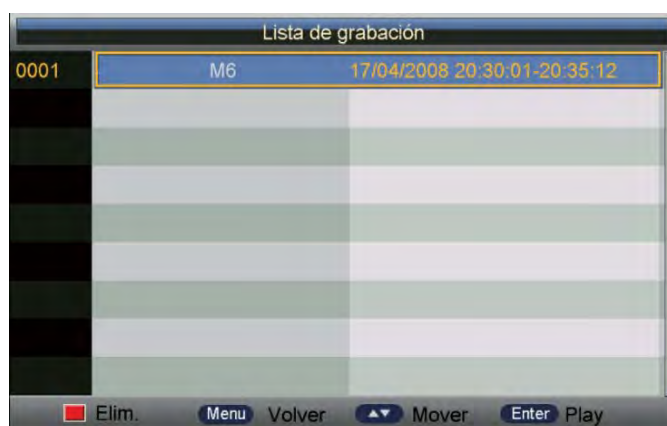 Lista de grabación
0001 M6 17/04/2008 20:30:01-20:35:12
Elim. Menu Volver Mover Enter Play